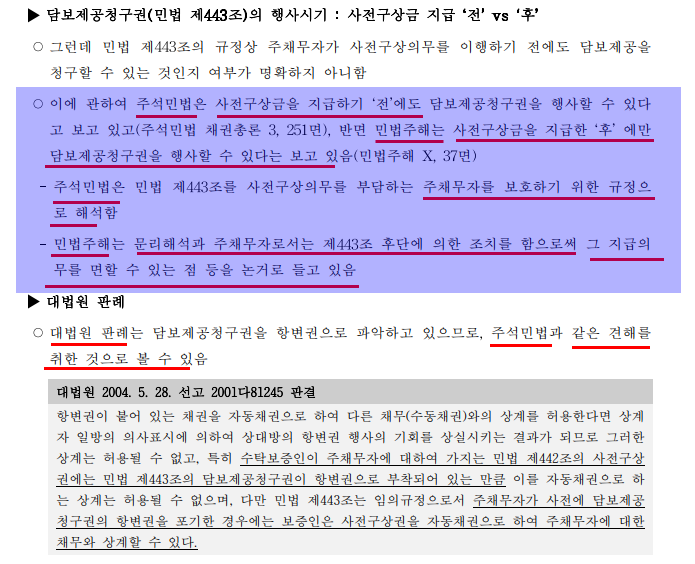 ▶ 담보제공청구권(민법 제443조)의 행사시기 : 사전구상금 지급 '전' vs '후'
○ 그런데 민법 제443조의 규정상 주채무자가 사전구상의무를 이행하기 전에도 담보제공을
청구할 수 있는 것인지 여부가 명확하지 아니함
○ 이에 관하여 주석민법은 사전구상금을 지급하기 '전'에도 담보제공청구권을 행사할 수 있다
고 보고 있고(주석민법 채권총론 3, 251면), 반면 민법주해는 사전구상금을 지급한 '후' 에만
담보제공청구권을 행사할 수 있다는 보고 있음(민법주해 X, 37면)
- 주석민법은 민법 제443조를 사전구상의무를 부담하는 주채무자를 보호하기 위한 규정으
로 해석함
- 민법주해는 문리해석과 주채무자로서는 제443조 후단에 의한 조치를 함으로써 그 지급의
무를 면할 수 있는 점 등을 논거로 들고 있음
▶ 대법원 판례
○ 대법원 판례는 담보제공청구권을 항변권으로 파악하고 있으므로, 주석민법과 같은 견해를
취한 것으로 볼 수 있음
대법원 2004. 5. 28. 선고 2001다81245 판결
항변권이 붙어 있는 채권을 자동채권으로 하여 다른 채무(수동채권)와의 상계를 허용한다면 상계
자 일방의 의사표시에 의하여 상대방의 항변권 행사의 기회를 상실시키는 결과가 되므로 그러한
상계는 허용될 수 없고, 특히 수탁보증인이 주채무자에 대하여 가지는 민법 제442조의 사전구상
권에는 민법 제443조의 담보제공청구권이 항변권으로 부착되어 있는 만큼 이를 자동채권으로 하
는 상계는 허용될 수 없으며, 다만 민법 제443조는 임의규정으로서 주채무자가 사전에 담보제공
청구권의 항변권을 포기한 경우에는 보증인은 사전구상권을 자동채권으로 하여 주채무자에 대한
채무와 상계할 수 있다.